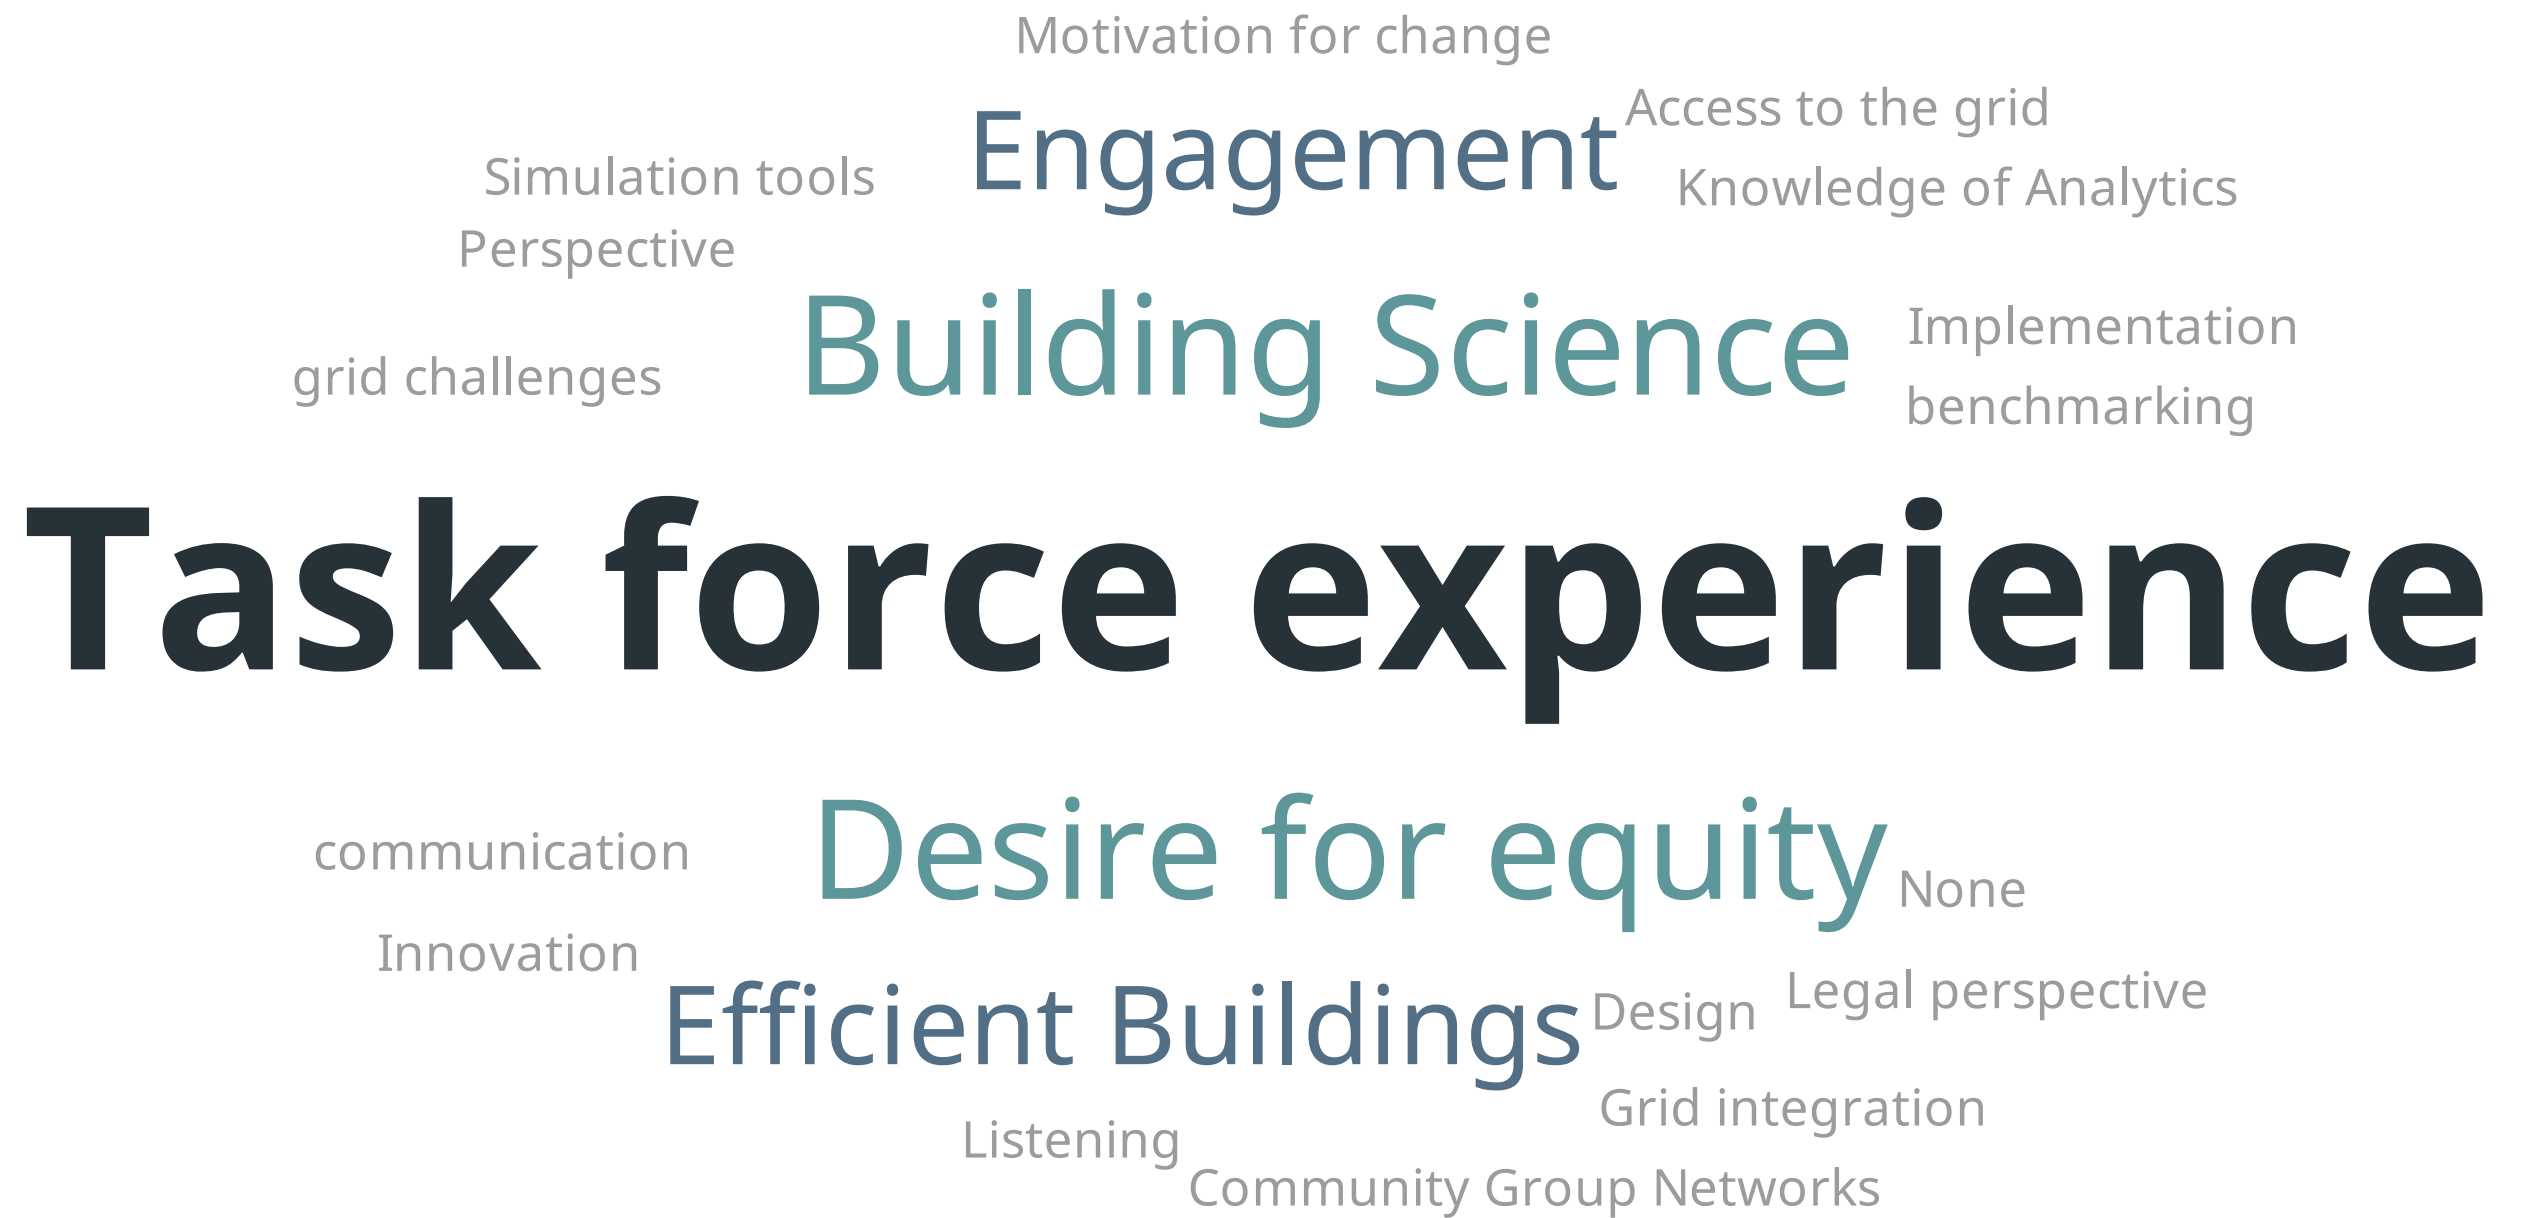 Motivation for change
Engagement
Access to the grid
Simulation tools
Knowledge of Analytics
Perspective
Building Science
Implementation
grid challenges
benchmarking
Task force experience
communication
Desire for equity
None
Innovation
Efficient Buildings
Design
Legal perspective
Grid integration
Listening
Community Group Networks